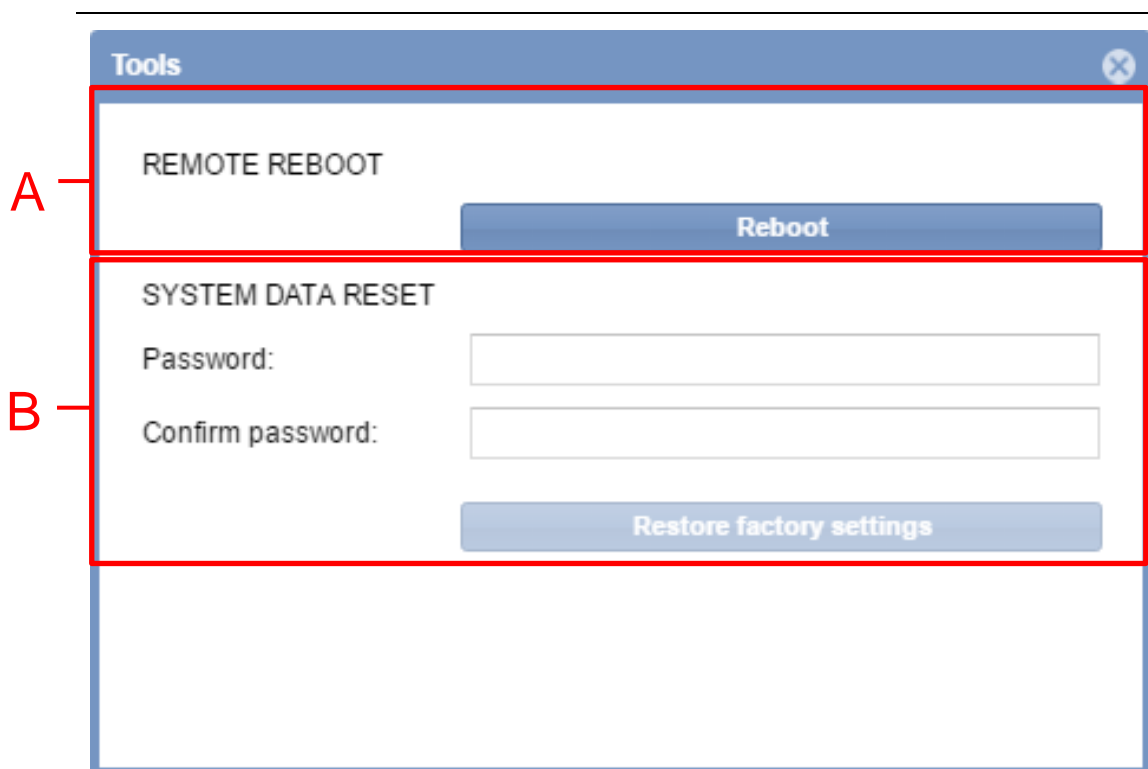 Tools
A
REMOTE REBOOT
Reboot
SYSTEM DATA RESET
Password:
B
Confirm password:
Restore factory settings